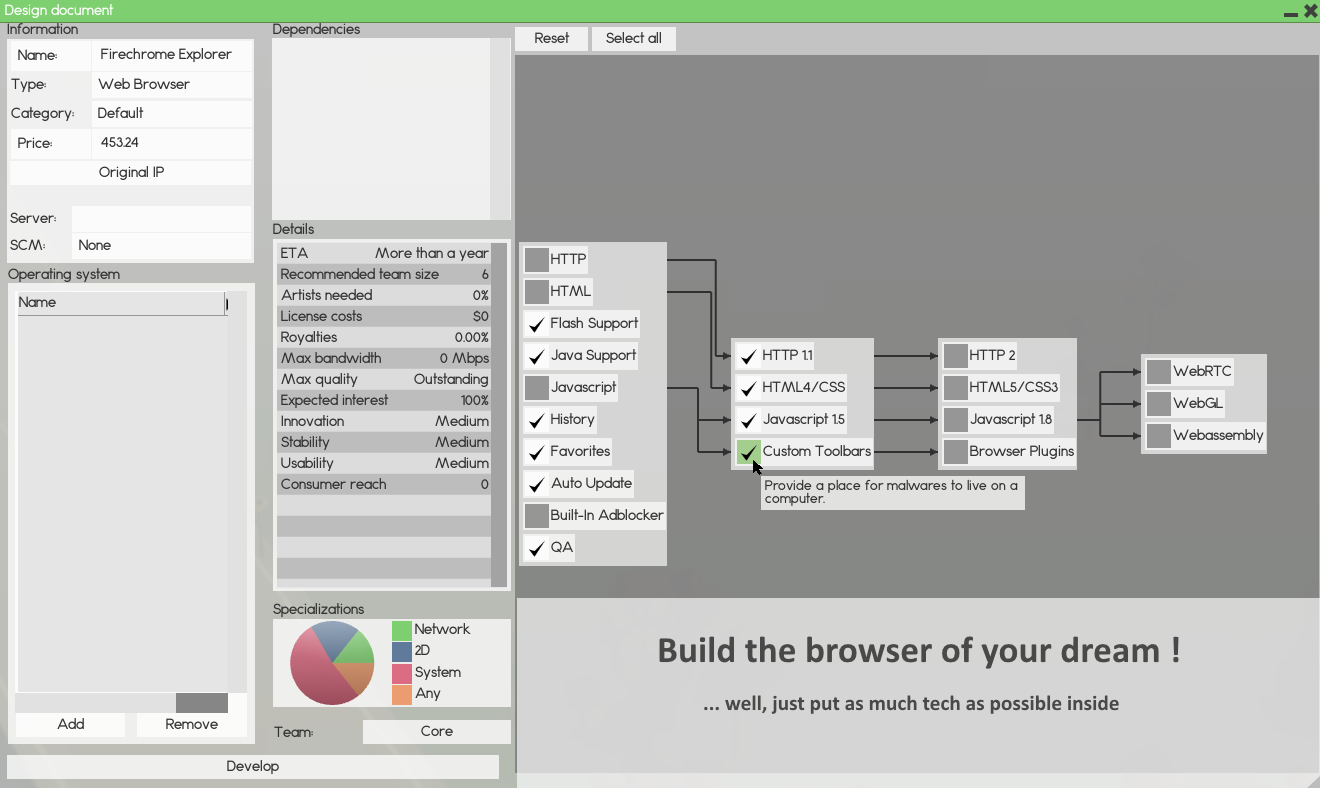 Design document
Information
Name: Firechrome Explorer
Type: Web Browser
Category: Default
Price: 453.24
Original IP
Server:
SCM: None
Operating system
Name
Add Remove
Develop
Dependencies
Details
ETA More than a year
Recommended team size 6
Artists needed 0%
License costs $0
Royalties 0.00%
Max bandwidth 0 Mbps
Max quality Outstanding
Expected interest 100%
Innovation Medium
Stability Medium
Usability Medium
Consumer reach 0
Specializations
Network
2D
System
Any
Team: Core
Reset Select all
HTTP
HTML
Flash Support
Java Support
Javascript
History
Favorites
Auto Update
Built-In Adblocker
QA
HTTP 1.1
HTML4/CSS
Javascript 1.5
Custom Toolbars
HTTP 2
HTML5/CSS3
Javascript 1.8
Browser Plugins
WebRTC
WebGL
Webassembly
Provide a place for malwares to live on a
computer.
Build the browser of your dream !
... well, just put as much tech as possible inside